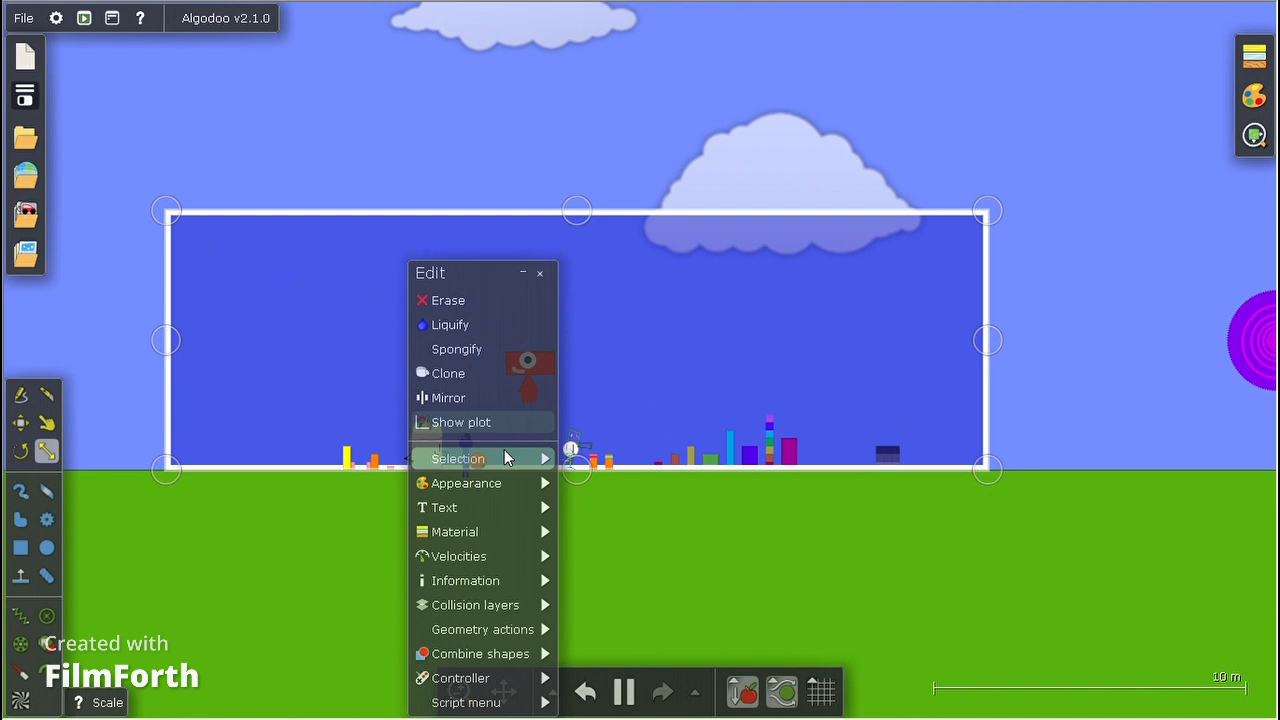 File
?
Algodoo v2.1.0
Edit
Erase
Liquify
Spongify
Clone
Mirror
Show plot
Selection
Appearance
Text
Material
Velocities
Information
Collision layers
Geometry actions
Combine shapes
Controller
Script menu
Created with
FilmForth
? Scale
10 m